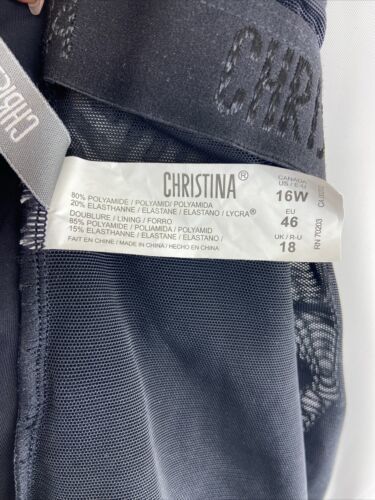 CHRIS
CHRI
CHRISTINA®
80% POLYAMIDE / POLYAMID / POLYAMIDA
20% ELASTHANNE / ELASTANE / ELASTANO / LYCRA®
DOUBLURE / LINING / FORRO
85% POLYAMIDE / POLIAMIDA / POLYAMID
15% ELASTHANNE / ELASTANE / ELASTANO /
FAIT EN CHINE / MADE IN CHINA / HECHO EN CHINA
CANADA
US / E-U
16W
EU
46
UK / R-U
18
RN 70203